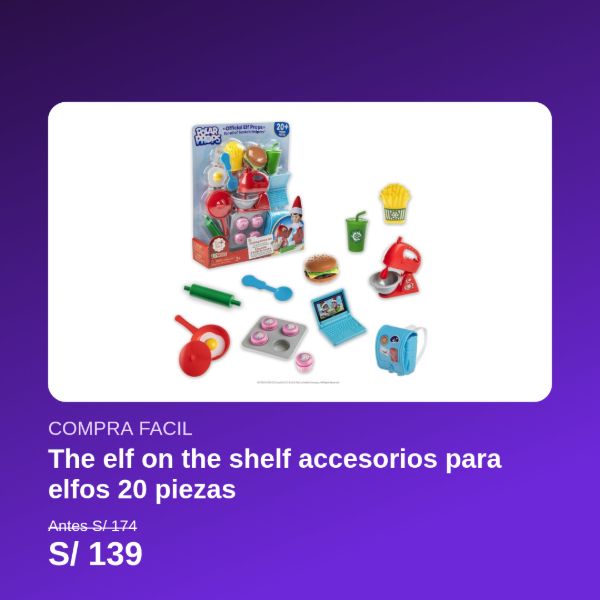 POLAR
PROPS
Official Elf Props
20+
COMPRA FACIL
The elf on the shelf accesorios para
elfos 20 piezas
Antes S/ 174
S/ 139